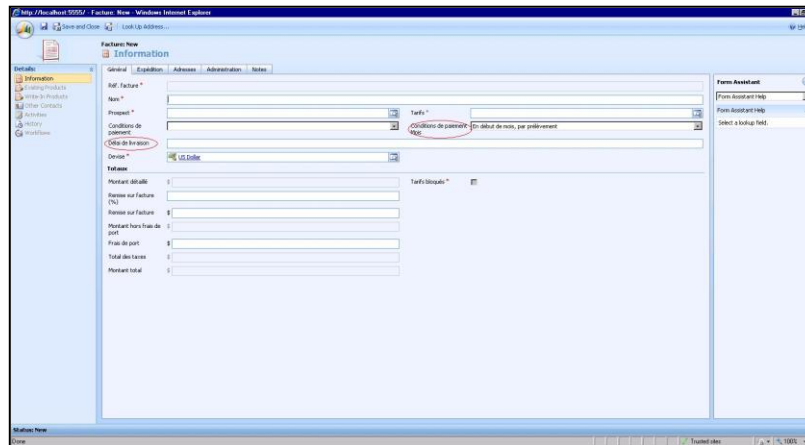 http://localhost:5555/ - Facture: New - Windows Internet Explorer
Save and Close Look Up Address...
Facture: New
Information
Details:
Information
Existing Products
Write-In Products
Other Contacts
Activities
History
Workflows
Général Expédition Adresses Administration Notes
Réf. facture *
Nom *
Prospect * Tarifs *
Conditions de paiement Conditions de paiement Mois En début de mois, par prélèvement
Délai de livraison
Devise * US Dollar
Totaux
Montant détaillé $ Tarifs bloqués *
Remise sur facture (%)
Remise sur facture $
Montant hors frais de port $
Frais de port $
Total des taxes $
Montant total $
Form Assistant
Form Assistant Help
Form Assistant Help
Select a lookup field.
Status: New
Done Trusted sites 100%